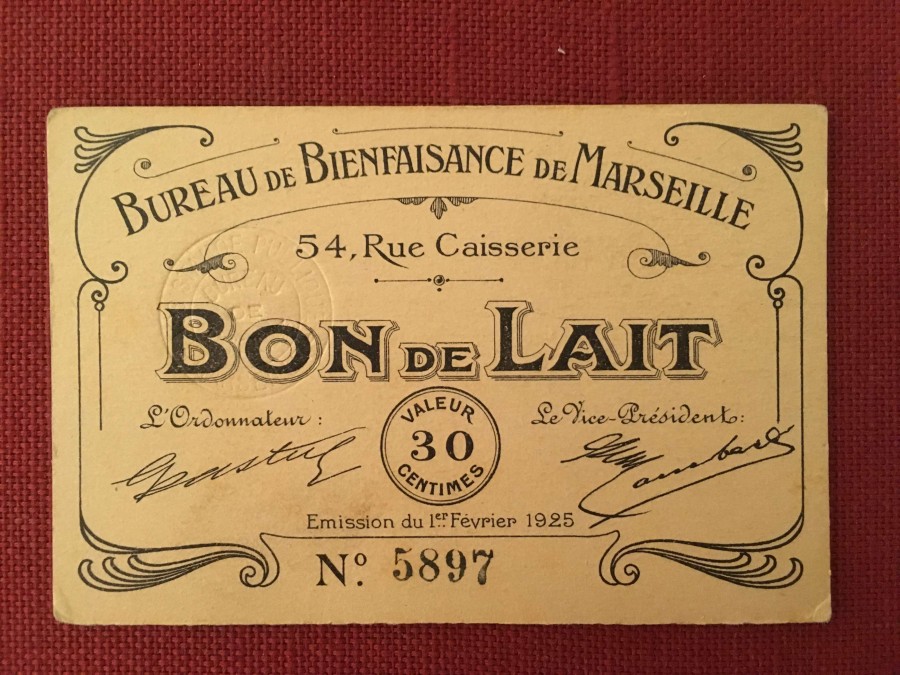 BUREAU DE BIENFAISANCE DE MARSEILLE
54, Rue Caisserie
BON DE LAIT
L'Ordonnateur :
VALEUR
30
CENTIMES
Le Vice-Président:
Emission du 1er Février 1925
No. 5897